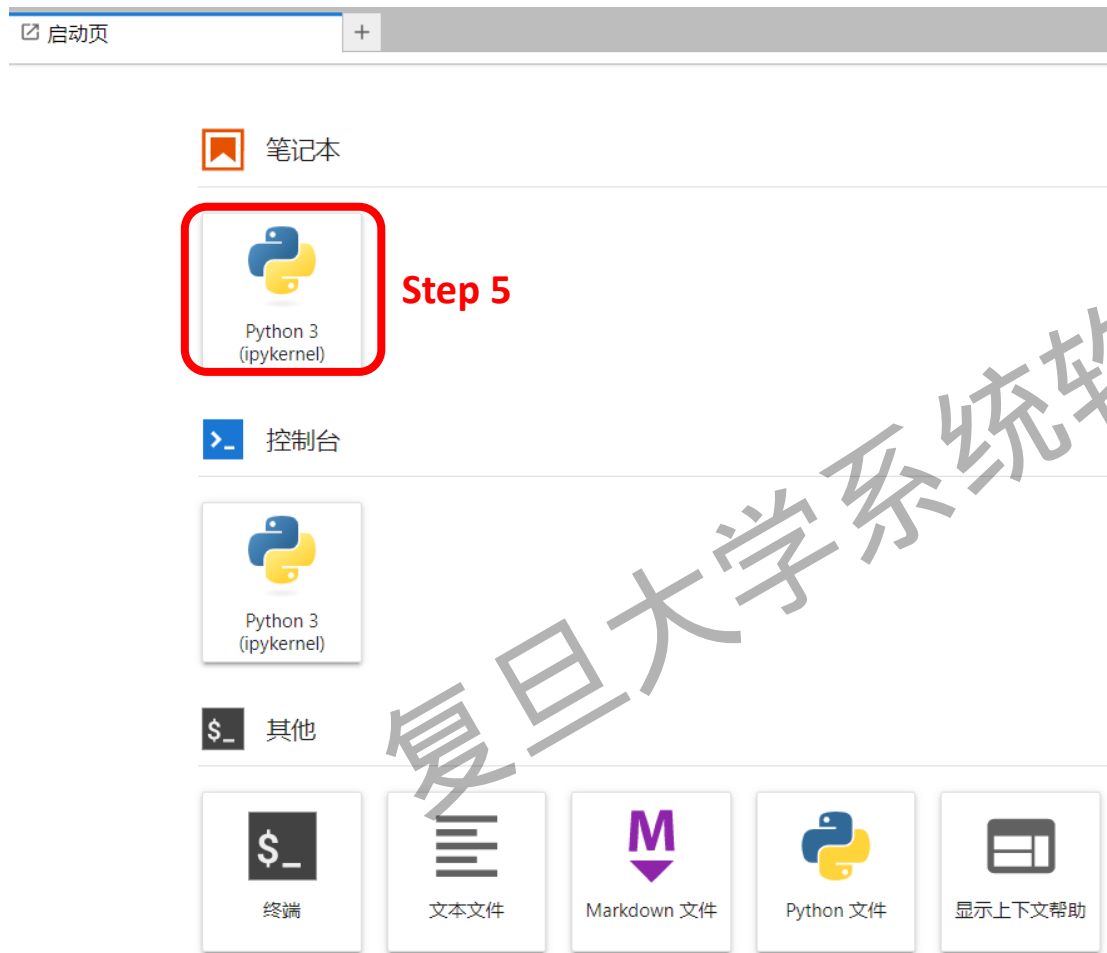 启动页
+
笔记本
Python 3
(ipykernel)
Step 5
控制台
Python 3
(ipykernel)
$_
其他
$_
终端
文本文件
M
Markdown 文件
Python 文件
显示上下文帮助
复旦大学系统软